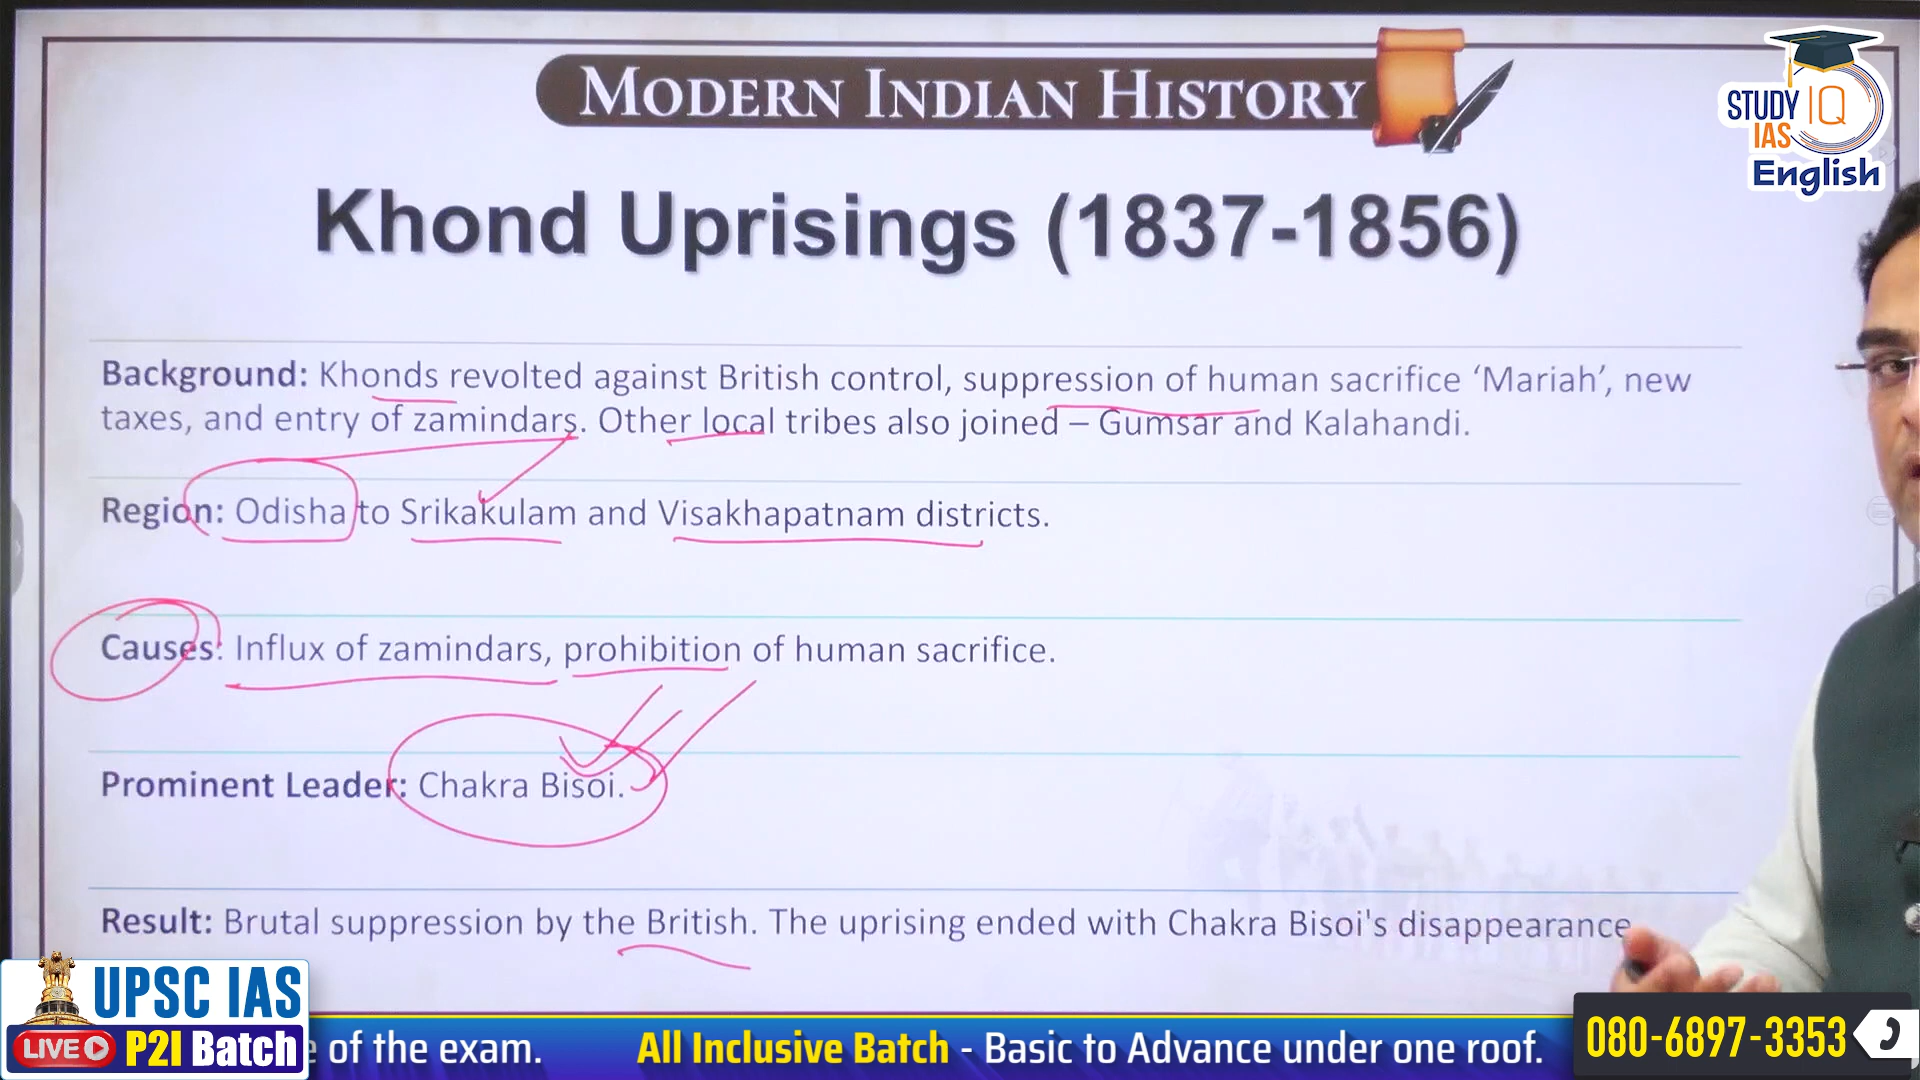 MODERN INDIAN HISTORY
STUDY IQ
IAS
English
Khond Uprisings (1837-1856)
Background: Khonds revolted against British control, suppression of human sacrifice ‘Mariah’, new
taxes, and entry of zamindars. Other local tribes also joined – Gumsar and Kalahandi.
Region: Odisha to Srikakulam and Visakhapatnam districts.
Causes: Influx of zamindars, prohibition of human sacrifice.
Prominent Leader: Chakra Bisoi.
Result: Brutal suppression by the British. The uprising ended with Chakra Bisoi's disappearance
UPSC IAS
LIVE P2I Batch
e of the exam. All Inclusive Batch - Basic to Advance under one roof.
080-6897-3353